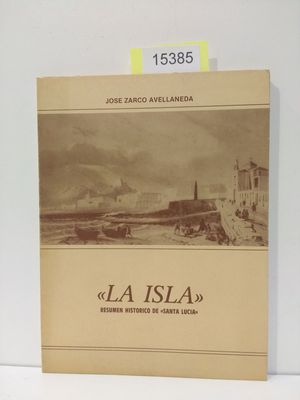 15385
JOSE ZARCO AVELLANEDA
«LA ISLA»
RESUMEN HISTORICO DE «SANTA LUCIA»